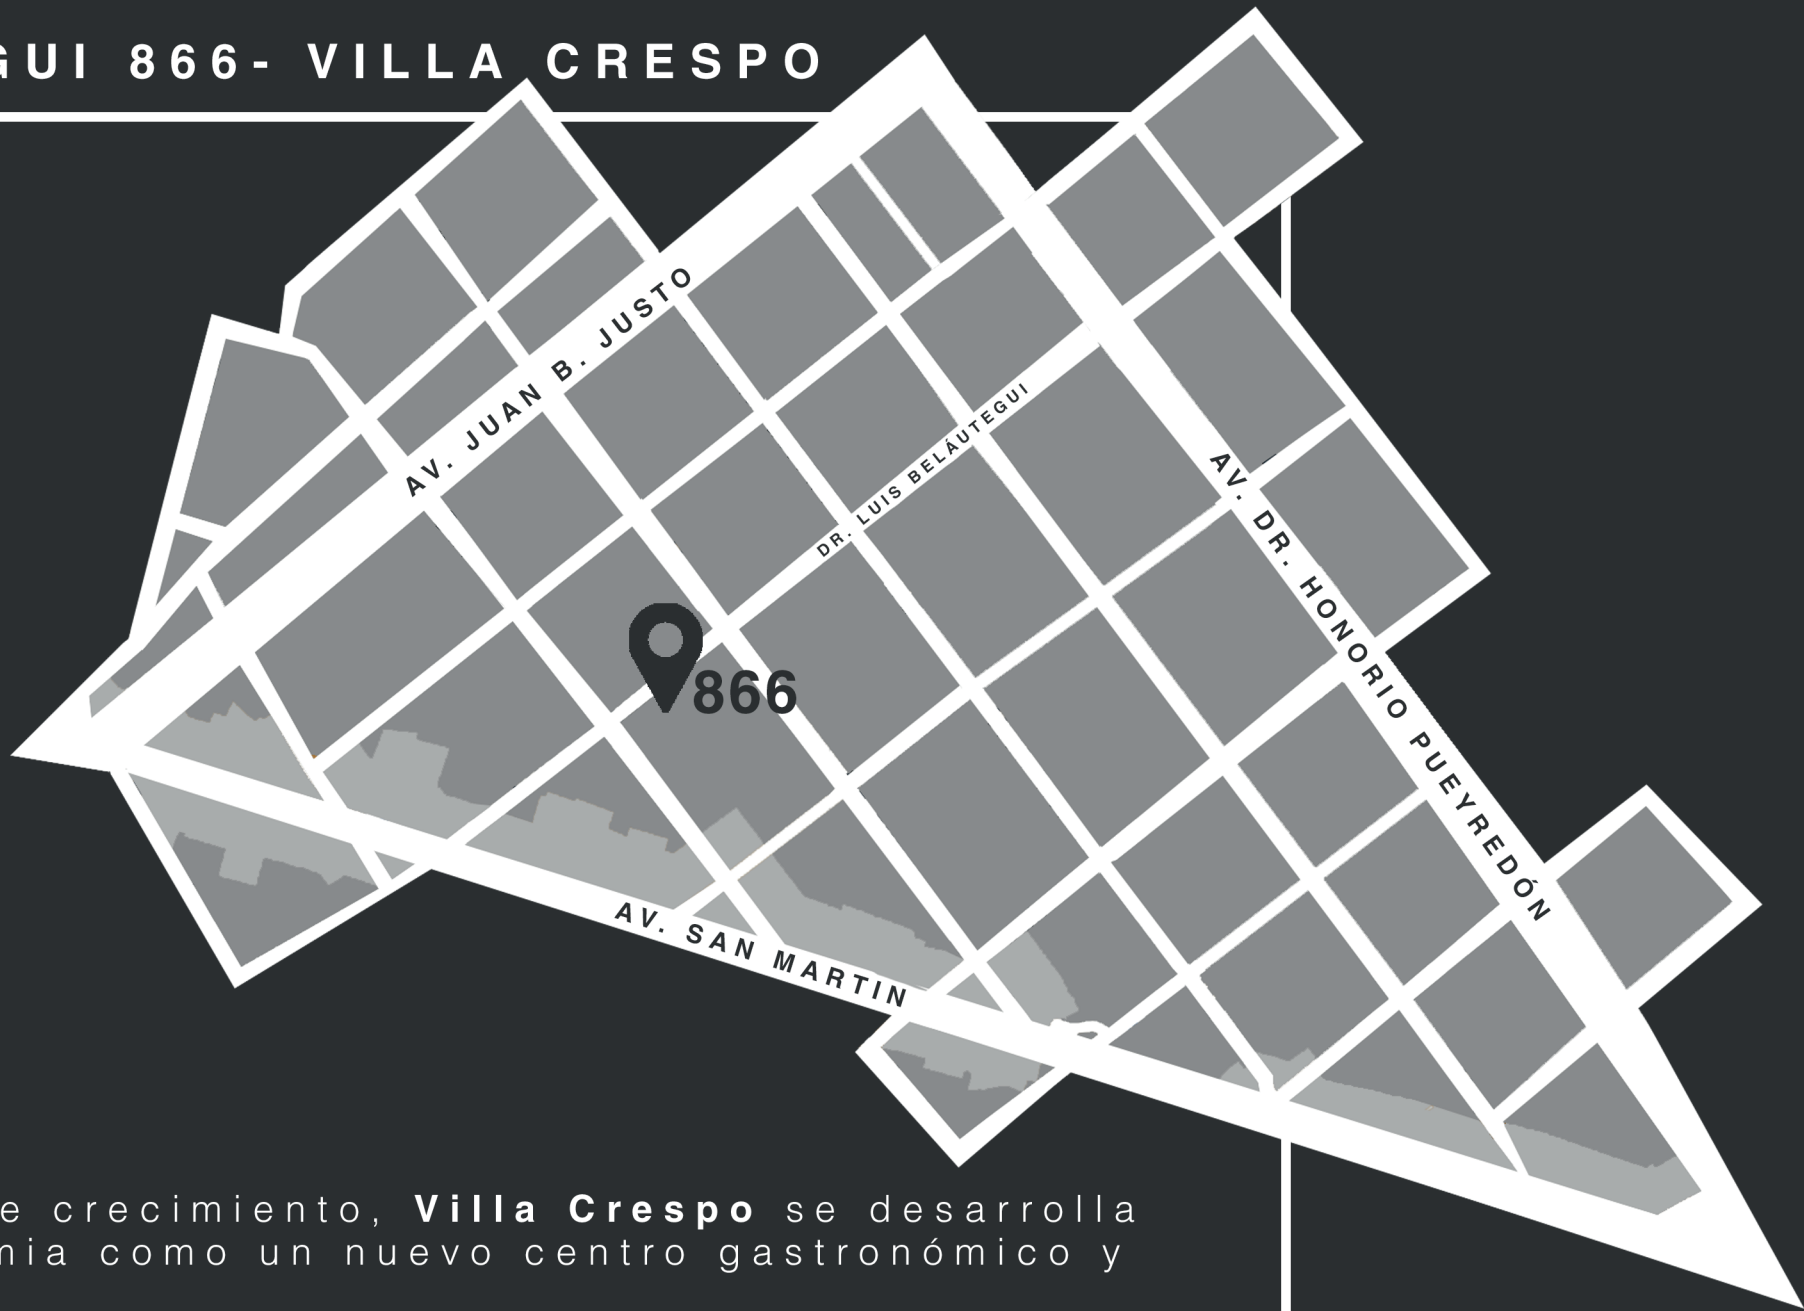 GUI 866- VILLA CRESPO
AV. JUAN B. JUSTO
DR. LUIS BELÁUTEGUI
AV. DR. HONORIO PUEYREDÓN
866
AV. SAN MARTIN
e crecimiento, Villa Crespo se desarrolla
mia como un nuevo centro gastronómico y